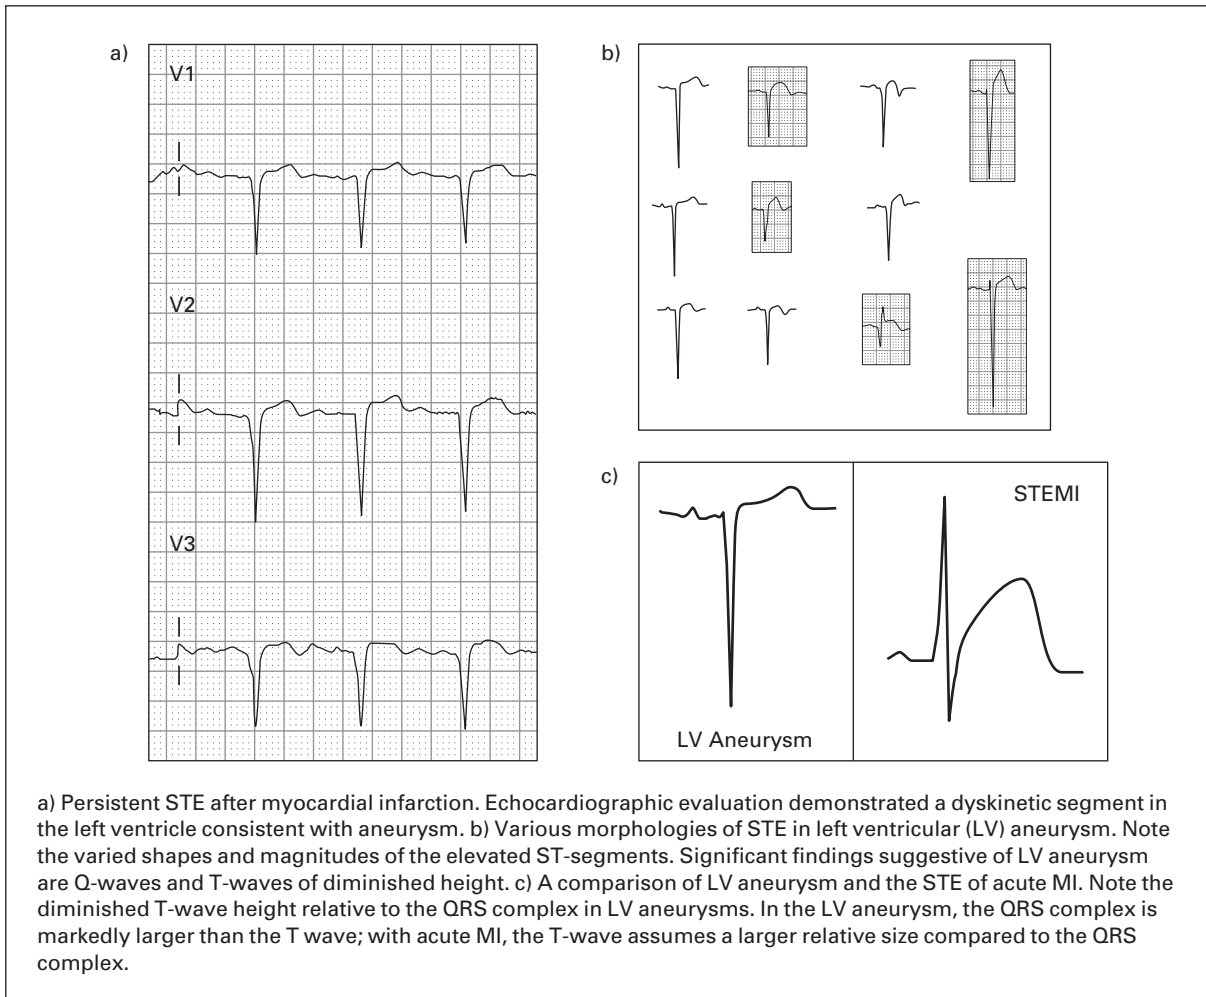 a)
V1
V2
V3
b)
c)
LV Aneurysm
STEMI
a) Persistent STE after myocardial infarction. Echocardiographic evaluation demonstrated a dyskinetic segment in
the left ventricle consistent with aneurysm. b) Various morphologies of STE in left ventricular (LV) aneurysm. Note
the varied shapes and magnitudes of the elevated ST-segments. Significant findings suggestive of LV aneurysm
are Q-waves and T-waves of diminished height. c) A comparison of LV aneurysm and the STE of acute MI. Note the
diminished T-wave height relative to the QRS complex in LV aneurysms. In the LV aneurysm, the QRS complex is
markedly larger than the T wave; with acute MI, the T-wave assumes a larger relative size compared to the QRS
complex.